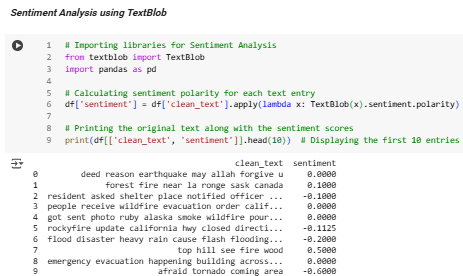 Sentiment Analysis using TextBlob
1 # Importing libraries for Sentiment Analysis
2 from textblob import TextBlob
3 import pandas as pd
4
5 # Calculating sentiment polarity for each text entry
6 df['sentiment'] = df['clean_text'].apply(lambda x: TextBlob(x).sentiment.polarity)
7
8 # Printing the original text along with the sentiment scores
9 print(df[['clean_text', 'sentiment']].head(10)) # Displaying the first 10 entries
clean_text sentiment
0 deed reason earthquake may allah forgive u 0.0000
1 forest fire near la ronge sask canada 0.1000
2 resident asked shelter place notified officer ... -0.1000
3 people receive wildfire evacuation order calif... 0.0000
4 got sent photo ruby alaska smoke wildfire pour... 0.0000
5 rockyfire update california hwy closed directi... -0.1125
6 flood disaster heavy rain cause flash flooding... -0.2000
7 top hill see fire wood 0.5000
8 emergency evacuation happening building across... 0.0000
9 afraid tornado coming area -0.6000